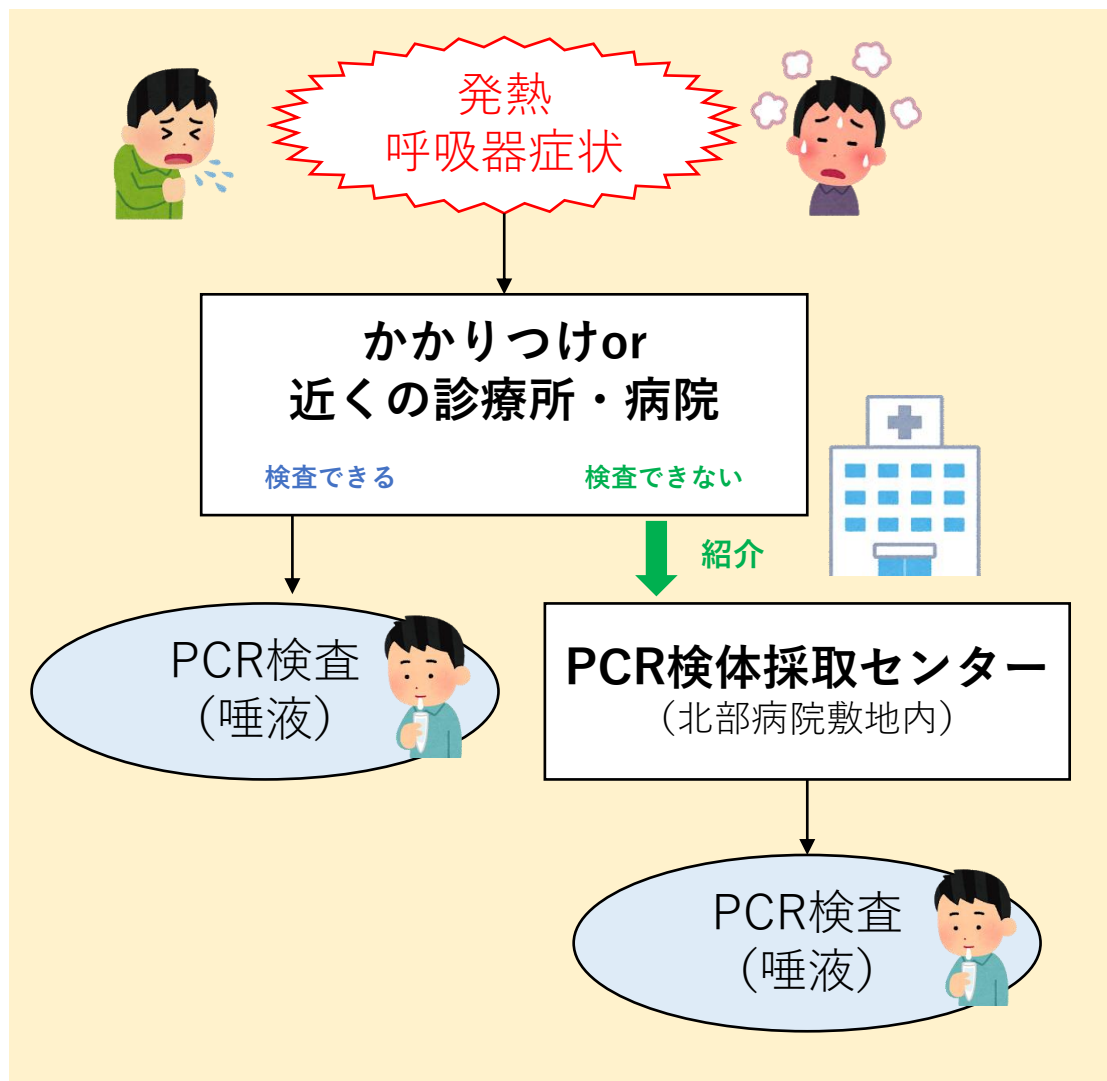 発熱
呼吸器症状
かかりつけor
近くの診療所・病院
検査できる
検査できない
紹介
PCR検査
（唾液）
PCR検体採取センター
（北部病院敷地内）
PCR検査
（唾液）